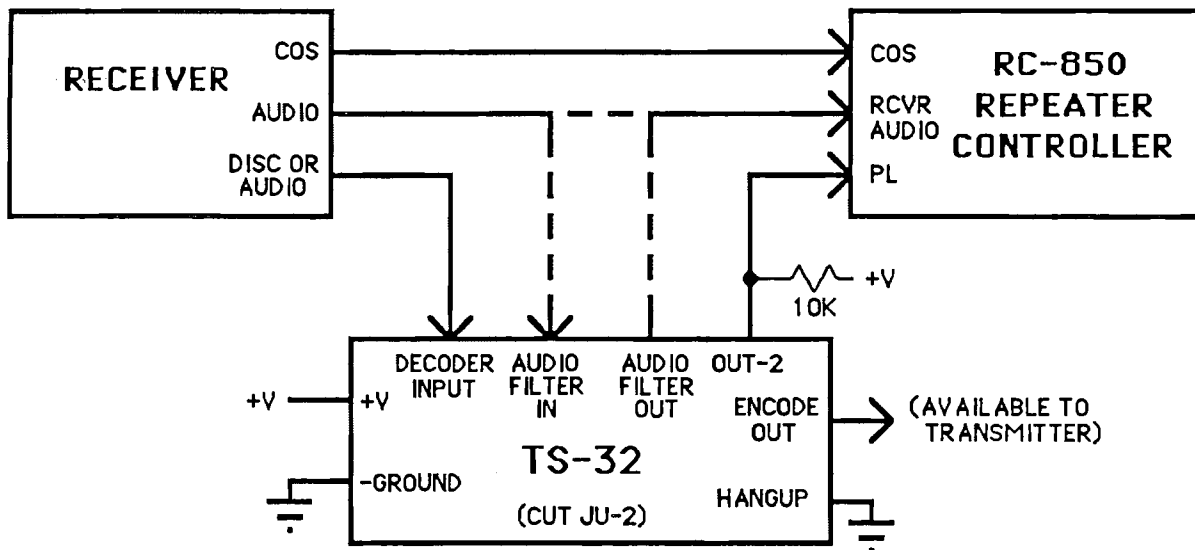 RECEIVER
COS
AUDIO
DISC OR
AUDIO
COS
RCVR
AUDIO
PL
RC-850
REPEATER
CONTROLLER
10K
+V
DECODER
INPUT
AUDIO
FILTER
IN
AUDIO
FILTER
OUT
OUT-2
+V
+V
ENCODE
OUT
(AVAILABLE TO
TRANSMITTER)
TS-32
-GROUND
(CUT JU-2)
HANGUP